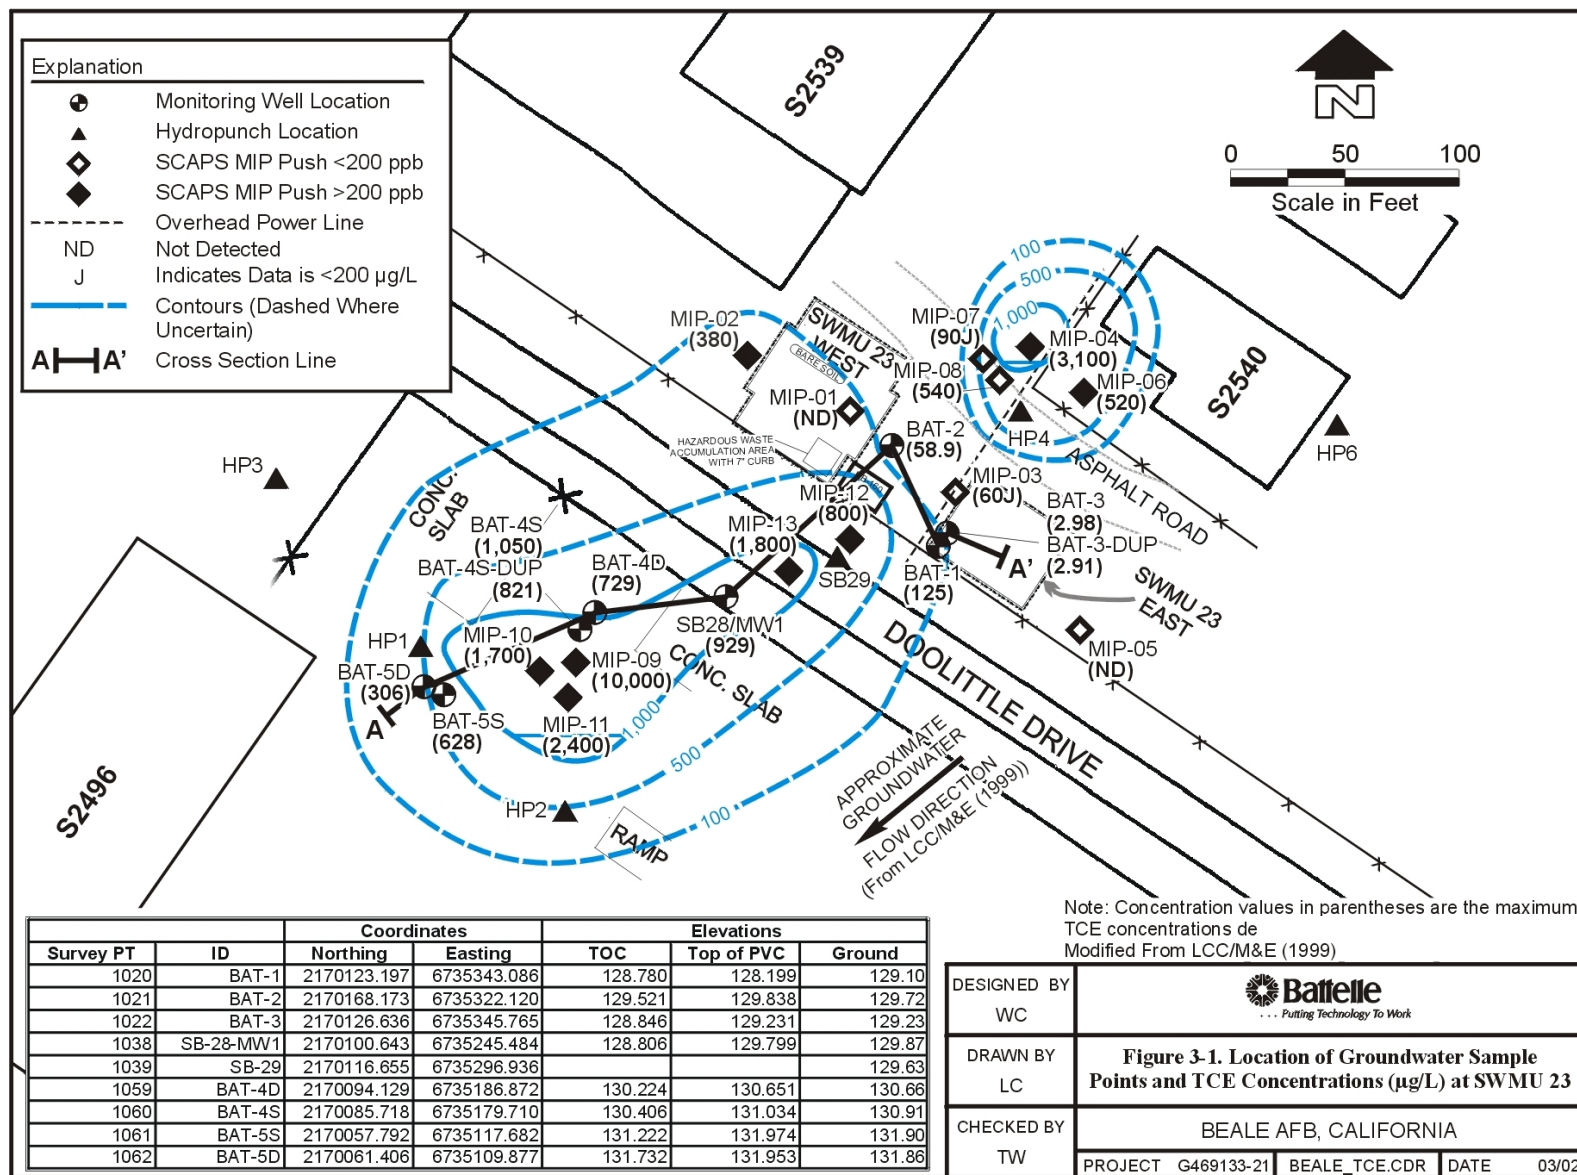 Explanation
Monitoring Well Location
Hydropunch Location
SCAPS MIP Push <200 ppb
SCAPS MIP Push >200 ppb
Overhead Power Line
ND Not Detected
J Indicates Data is <200 µg/L
Contours (Dashed Where
Uncertain)
A A' Cross Section Line
S2539
N
0 50 100
Scale in Feet
S2540
S2496
MIP-02
(380)
SWMU 23
WEST
BARE SOIL
MIP-01
(ND)
HAZARDOUS WASTE
ACCUMULATION AREA
WITH 7" CURB
100
500
1,000
MIP-07
(90J)
MIP-08
(540)
MIP-04
(3,100)
MIP-06
(520)
HP4
HP6
ASPHALT ROAD
BAT-2
(58.9)
MIP-03
(60J)
BAT-3
(2.98)
BAT-3-DUP
(2.91)
A'
BAT-1
(125)
SWMU 23
EAST
MIP-05
(ND)
HP3
CONC.
SLAB
BAT-4S
(1,050)
BAT-4S-DUP
(821)
BAT-4D
(729)
MIP-12
(800)
MIP-13
(1,800)
SB29
SB28/MW1
(929)
HP1
MIP-10
(1,700)
MIP-09
(10,000)
CONC. SLAB
BAT-5D
(306)
A
BAT-5S
(628)
MIP-11
(2,400)
1,000
500
100
HP2
RAMP
DOOLITTLE DRIVE
APPROXIMATE
GROUNDWATER
FLOW DIRECTION
(From LCC/M&E (1999))
Note: Concentration values in parentheses are the maximum
TCE concentrations de
Modified From LCC/M&E (1999)
Coordinates Elevations
Survey PT ID Northing Easting TOC Top of PVC Ground
1020 BAT-1 2170123.197 6735343.086 128.780 128.199 129.10
1021 BAT-2 2170168.173 6735322.120 129.521 129.838 129.72
1022 BAT-3 2170126.636 6735345.765 128.846 129.231 129.23
1038 SB-28-MW1 2170100.643 6735245.484 128.806 129.799 129.87
1039 SB-29 2170116.655 6735296.936 129.63
1059 BAT-4D 2170094.129 6735186.872 130.224 130.651 130.66
1060 BAT-4S 2170085.718 6735179.710 130.406 131.034 130.91
1061 BAT-5S 2170057.792 6735117.682 131.222 131.974 131.90
1062 BAT-5D 2170061.406 6735109.877 131.732 131.953 131.86
DESIGNED BY
WC
Battelle
. . . Putting Technology To Work
DRAWN BY
LC
Figure 3-1. Location of Groundwater Sample
Points and TCE Concentrations (µg/L) at SWMU 23
CHECKED BY
TW
BEALE AFB, CALIFORNIA
PROJECT G469133-21 BEALE_TCE.CDR DATE 03/02